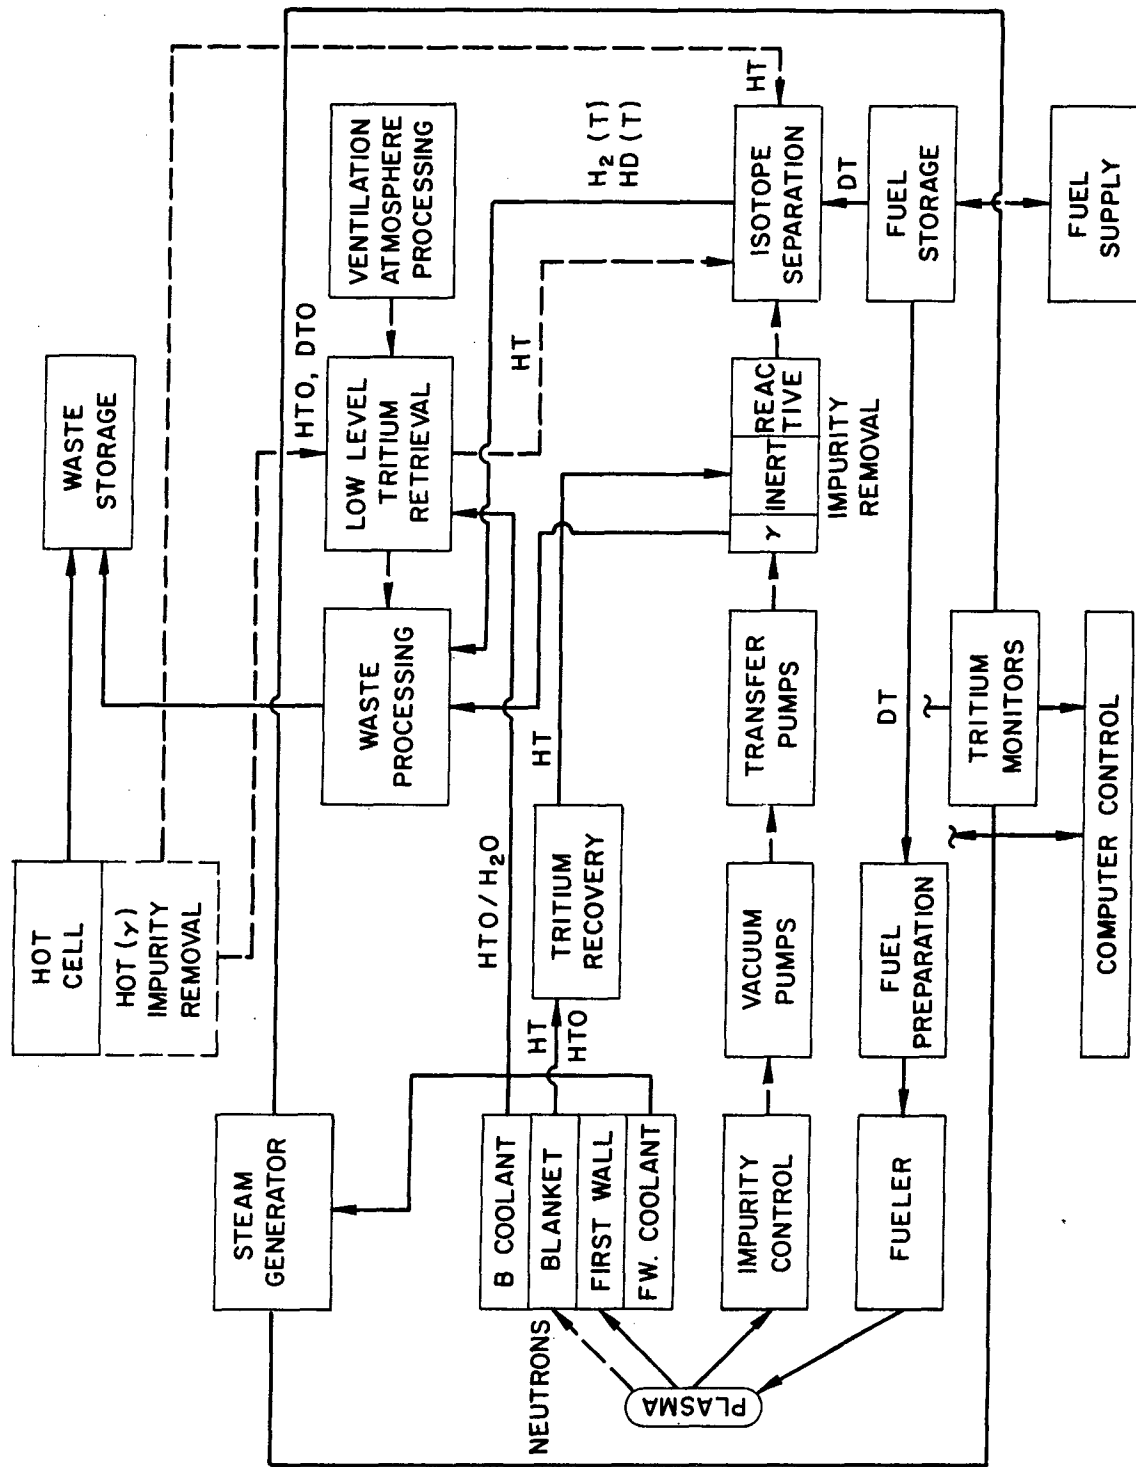 HOT
CELL
HOT (γ)
IMPURITY
REMOVAL
WASTE
STORAGE
STEAM
GENERATOR
HTO, DTO
WASTE
PROCESSING
LOW LEVEL
TRITIUM
RETRIEVAL
VENTILATION
ATMOSPHERE
PROCESSING
HTO/H₂O
HT
B COOLANT
BLANKET
FIRST WALL
FW. COOLANT
NEUTRONS
HT
HTO
TRITIUM
RECOVERY
HT
H₂ (T)
HD (T)
HT
PLASMA
IMPURITY
CONTROL
VACUUM
PUMPS
TRANSFER
PUMPS
γ
INERT
REAC
TIVE
IMPURITY
REMOVAL
ISOTOPE
SEPARATION
DT
FUELER
FUEL
PREPARATION
DT
FUEL
STORAGE
TRITIUM
MONITORS
FUEL
SUPPLY
COMPUTER CONTROL